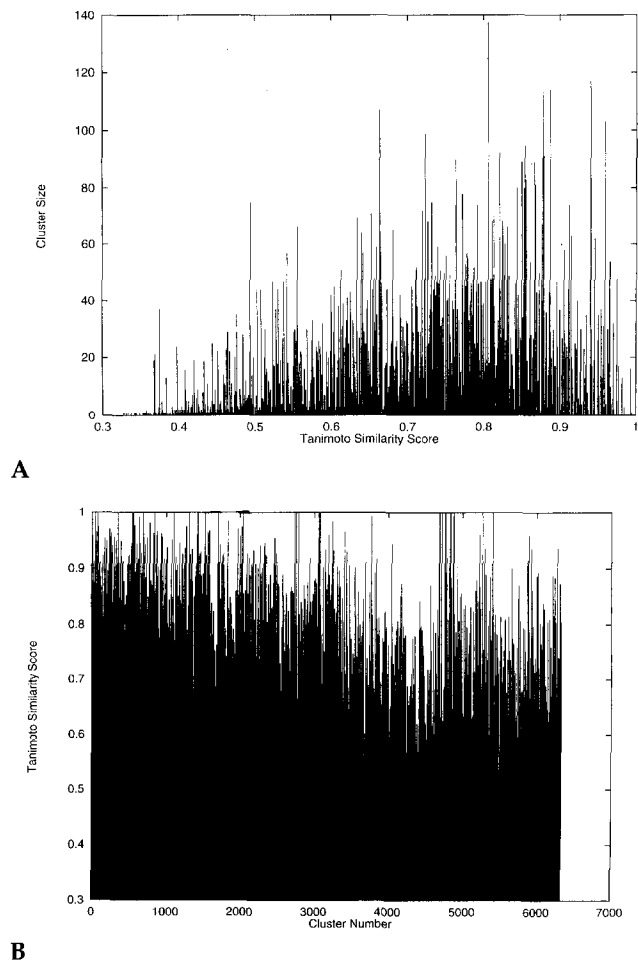 140
120
100
80
60
40
20
0
Cluster Size
0.3 0.4 0.5 0.6 0.7 0.8 0.9 1
Tanimoto Similarity Score
A
1
0.9
0.8
0.7
0.6
0.5
0.4
0.3
Tanimoto Similarity Score
0 1000 2000 3000 4000 5000 6000 7000
Cluster Number
B